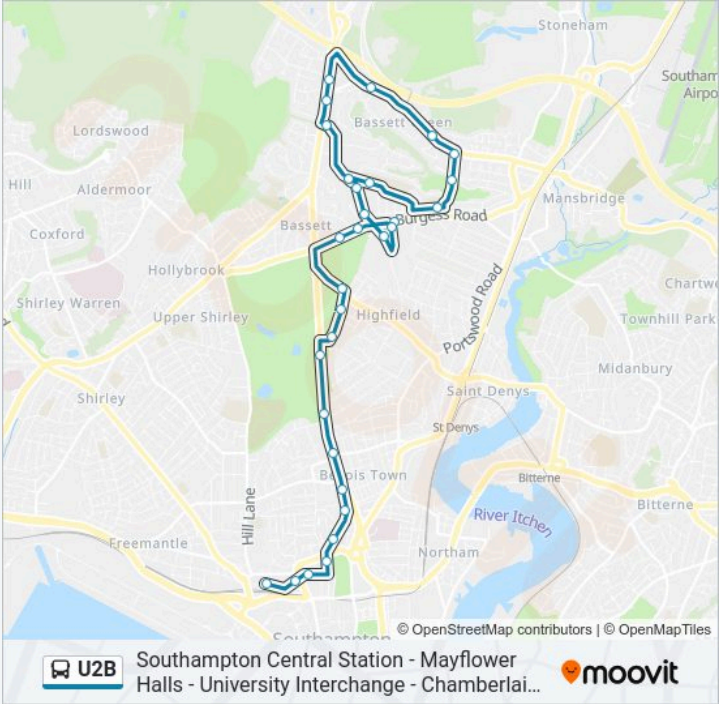 Stoneham
Southam
Airpo
Bassett Green
Lordswood
Hill
Aldermoor
Mansbridge
Burgess Road
Bassett
Coxford
Hollybrook
Chartwe
Shirley Warren
Upper Shirley
Highfield
Portswood Road
Townhill Park
Midanbury
Saint Denys
Shirley
St Denys
Bevois Town
Bitterne
Bitterne
Hill Lane
River Itchen
Freemantle
Northam
© OpenStreetMap contributors | © OpenMapTiles
Southampton
U2B
Southampton Central Station - Mayflower
Halls - University Interchange - Chamberlai...
moovit